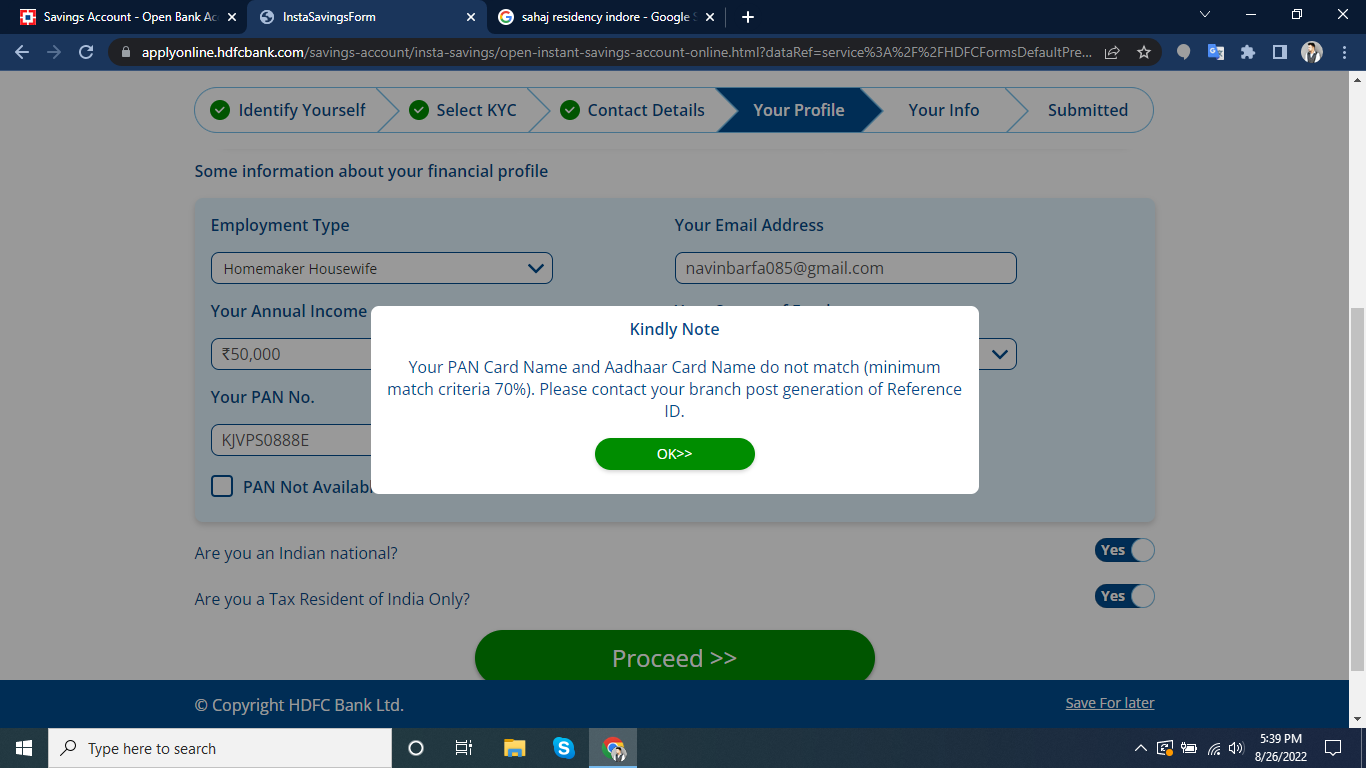 Savings Account - Open Bank Ac
InstaSavingsForm
sahaj residency indore - Google S
applyonline.hdfcbank.com/savings-account/insta-savings/open-instant-savings-account-online.html?dataRef=service%3A%2F%2FHDFCFormsDefaultPre...
Identify Yourself
Select KYC
Contact Details
Your Profile
Your Info
Submitted
Some information about your financial profile
Employment Type
Your Email Address
Homemaker Housewife
navinbarfa085@gmail.com
Your Annual Income
₹50,000
Your PAN No.
KJVPS0888E
PAN Not Availabl
Kindly Note
Your PAN Card Name and Aadhaar Card Name do not match (minimum
match criteria 70%). Please contact your branch post generation of Reference
ID.
OK>>
Are you an Indian national?
Yes
Are you a Tax Resident of India Only?
Yes
Proceed >>
© Copyright HDFC Bank Ltd.
Save For later
Type here to search
5:39 PM
8/26/2022